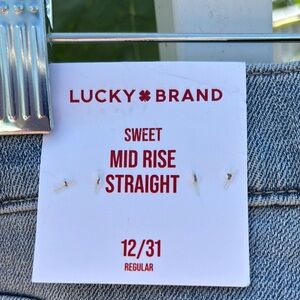 LUCKY BRAND
SWEET
MID RISE
STRAIGHT
12/31
REGULAR